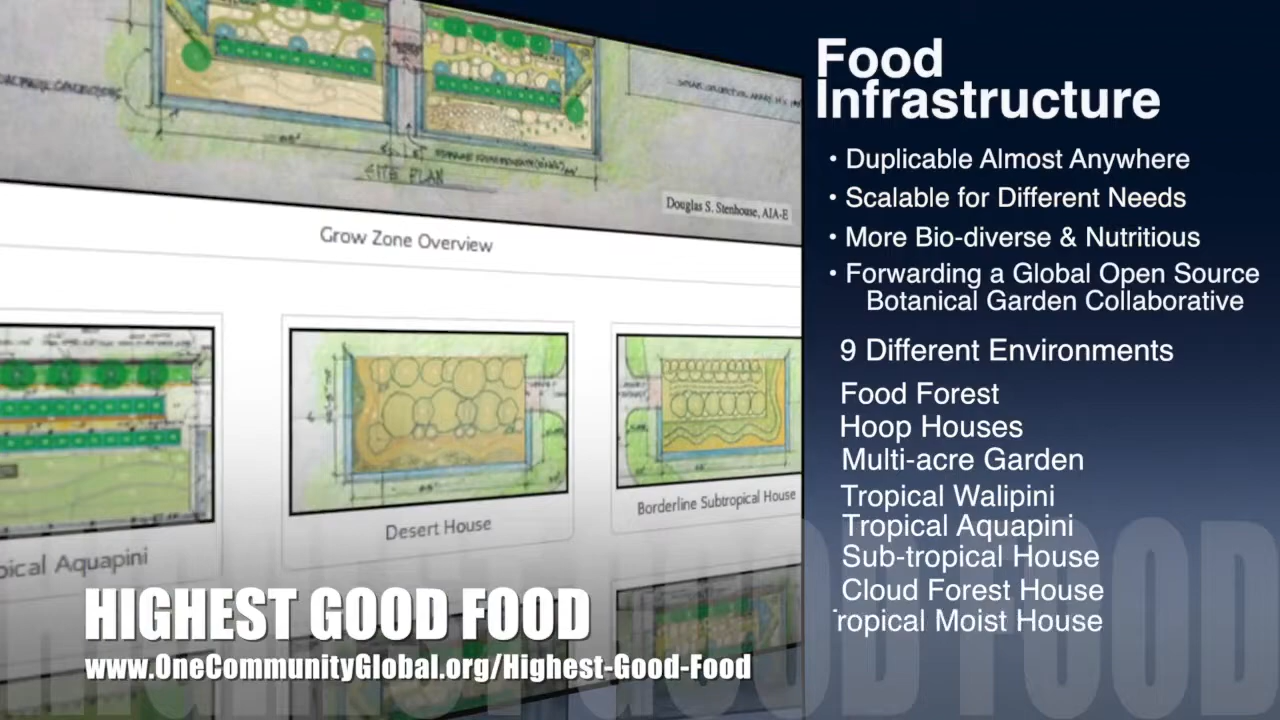 SITE PLAN
Douglas S. Stenhouse, AIA-E
Grow Zone Overview
pical Aquapini
Desert House
Borderline Subtropical House
HIGHEST GOOD FOOD
www.OneCommunityGlobal.org/Highest-Good-Food
Food
Infrastructure
• Duplicable Almost Anywhere
• Scalable for Different Needs
• More Bio-diverse & Nutritious
• Forwarding a Global Open Source
Botanical Garden Collaborative
9 Different Environments
Food Forest
Hoop Houses
Multi-acre Garden
Tropical Walipini
Tropical Aquapini
Sub-tropical House
Cloud Forest House
ropical Moist House
HIGHEST GOOD FOOD